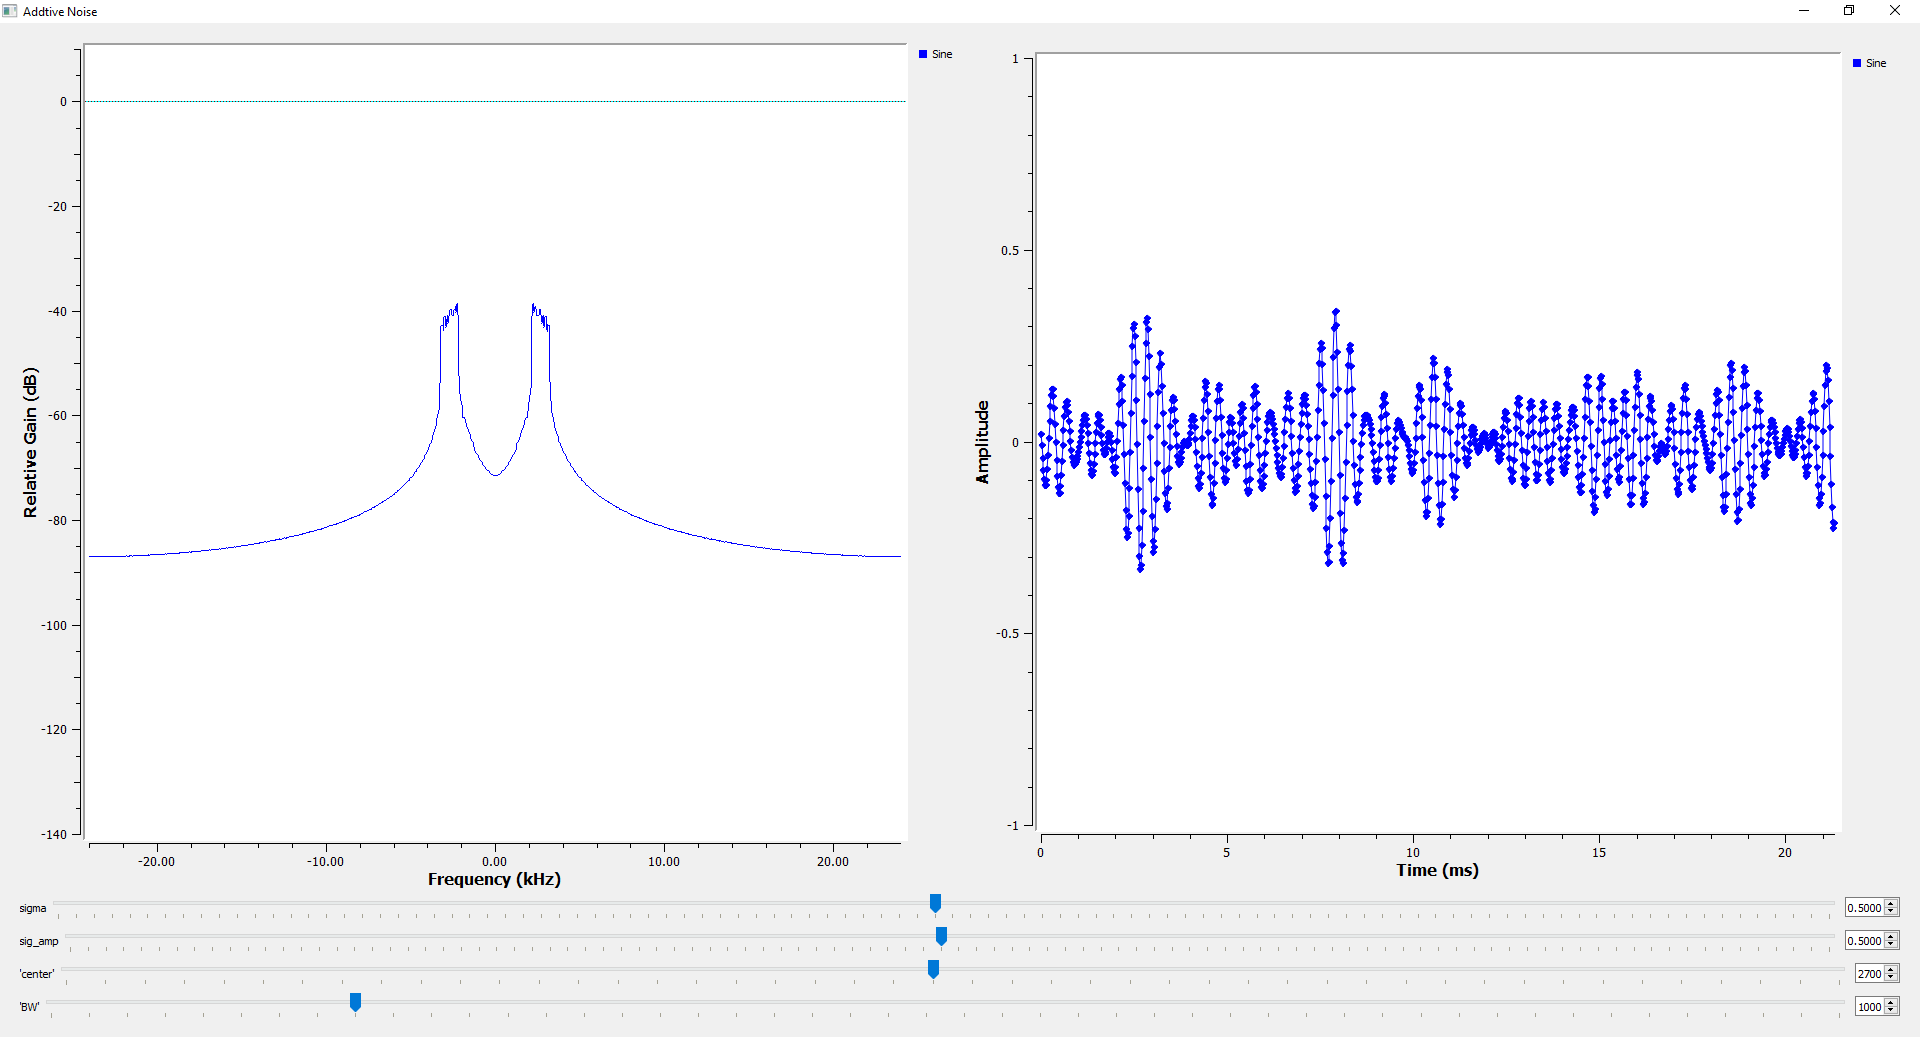 Addtive Noise
Sine
0
-20
-40
-60
-80
-100
-120
-140
Relative Gain (dB)
-20.00 -10.00 0.00 10.00 20.00
Frequency (kHz)
Sine
1
0.5
0
-0.5
-1
Amplitude
0 5 10 15 20
Time (ms)
sigma 0.5000
sig_amp 0.5000
'center' 2700
'BW' 1000